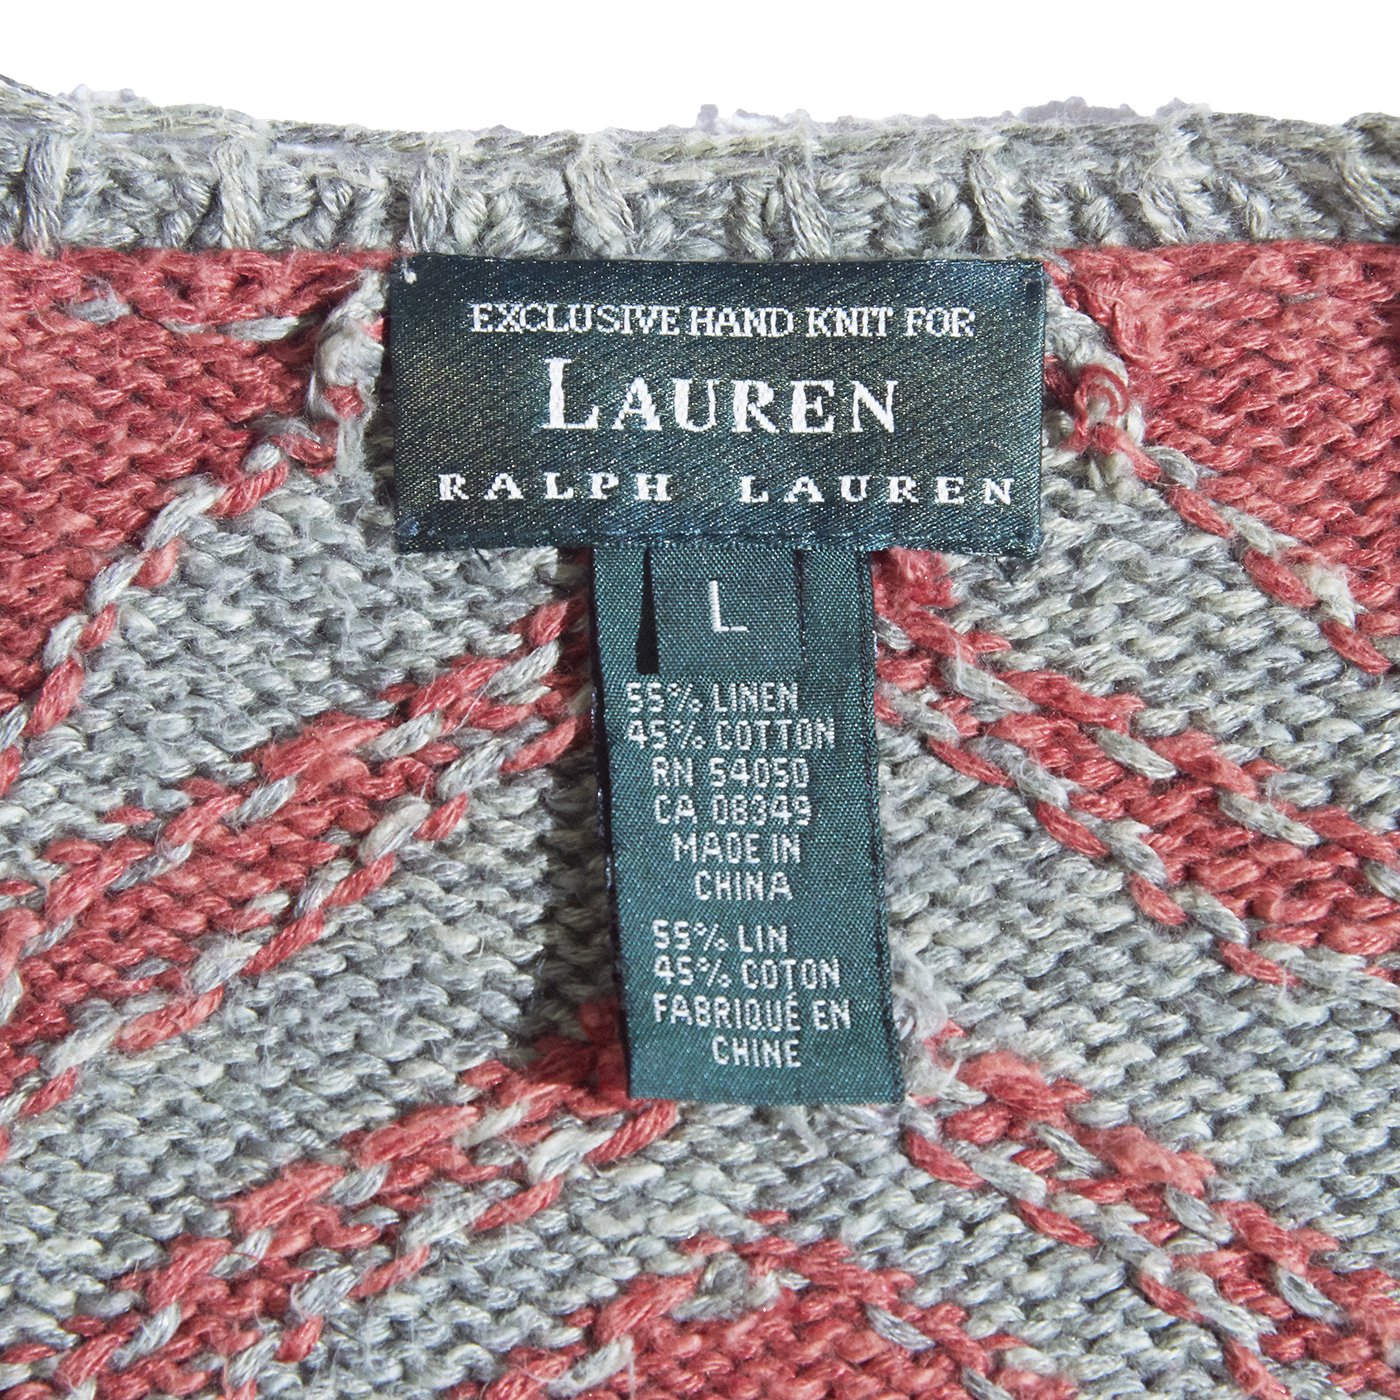 EXCLUSIVE HAND KNIT FOR
LAUREN
RALPH LAUREN
L
55% LINEN
45% COTTON
RN 54050
CA 08349
MADE IN
CHINA
55% LIN
45% COTON
FABRIQUÉ EN
CHINE